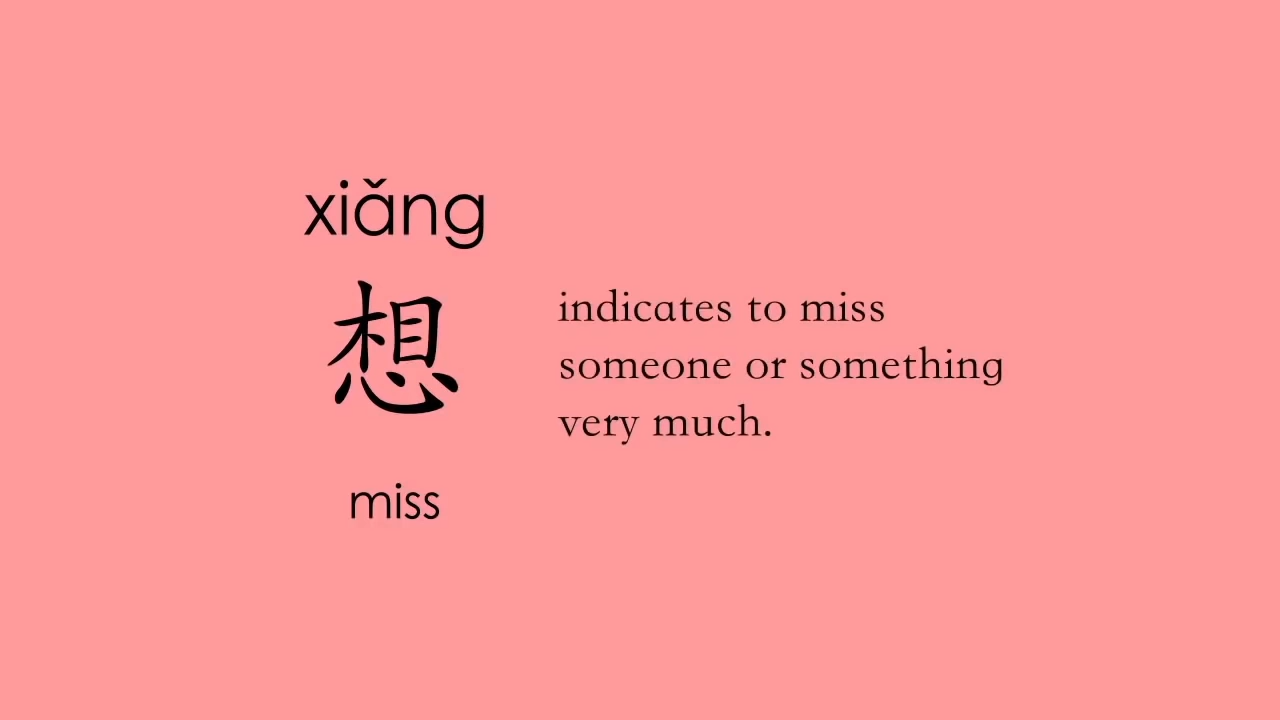 xiǎng
想
miss
indicates to miss
someone or something
very much.